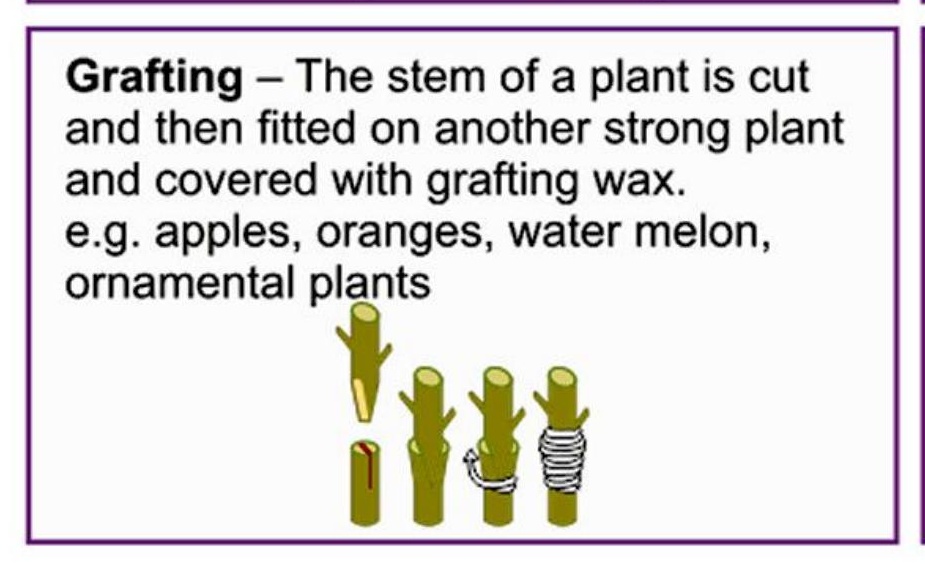 Grafting – The stem of a plant is cut
and then fitted on another strong plant
and covered with grafting wax.
e.g. apples, oranges, water melon,
ornamental plants